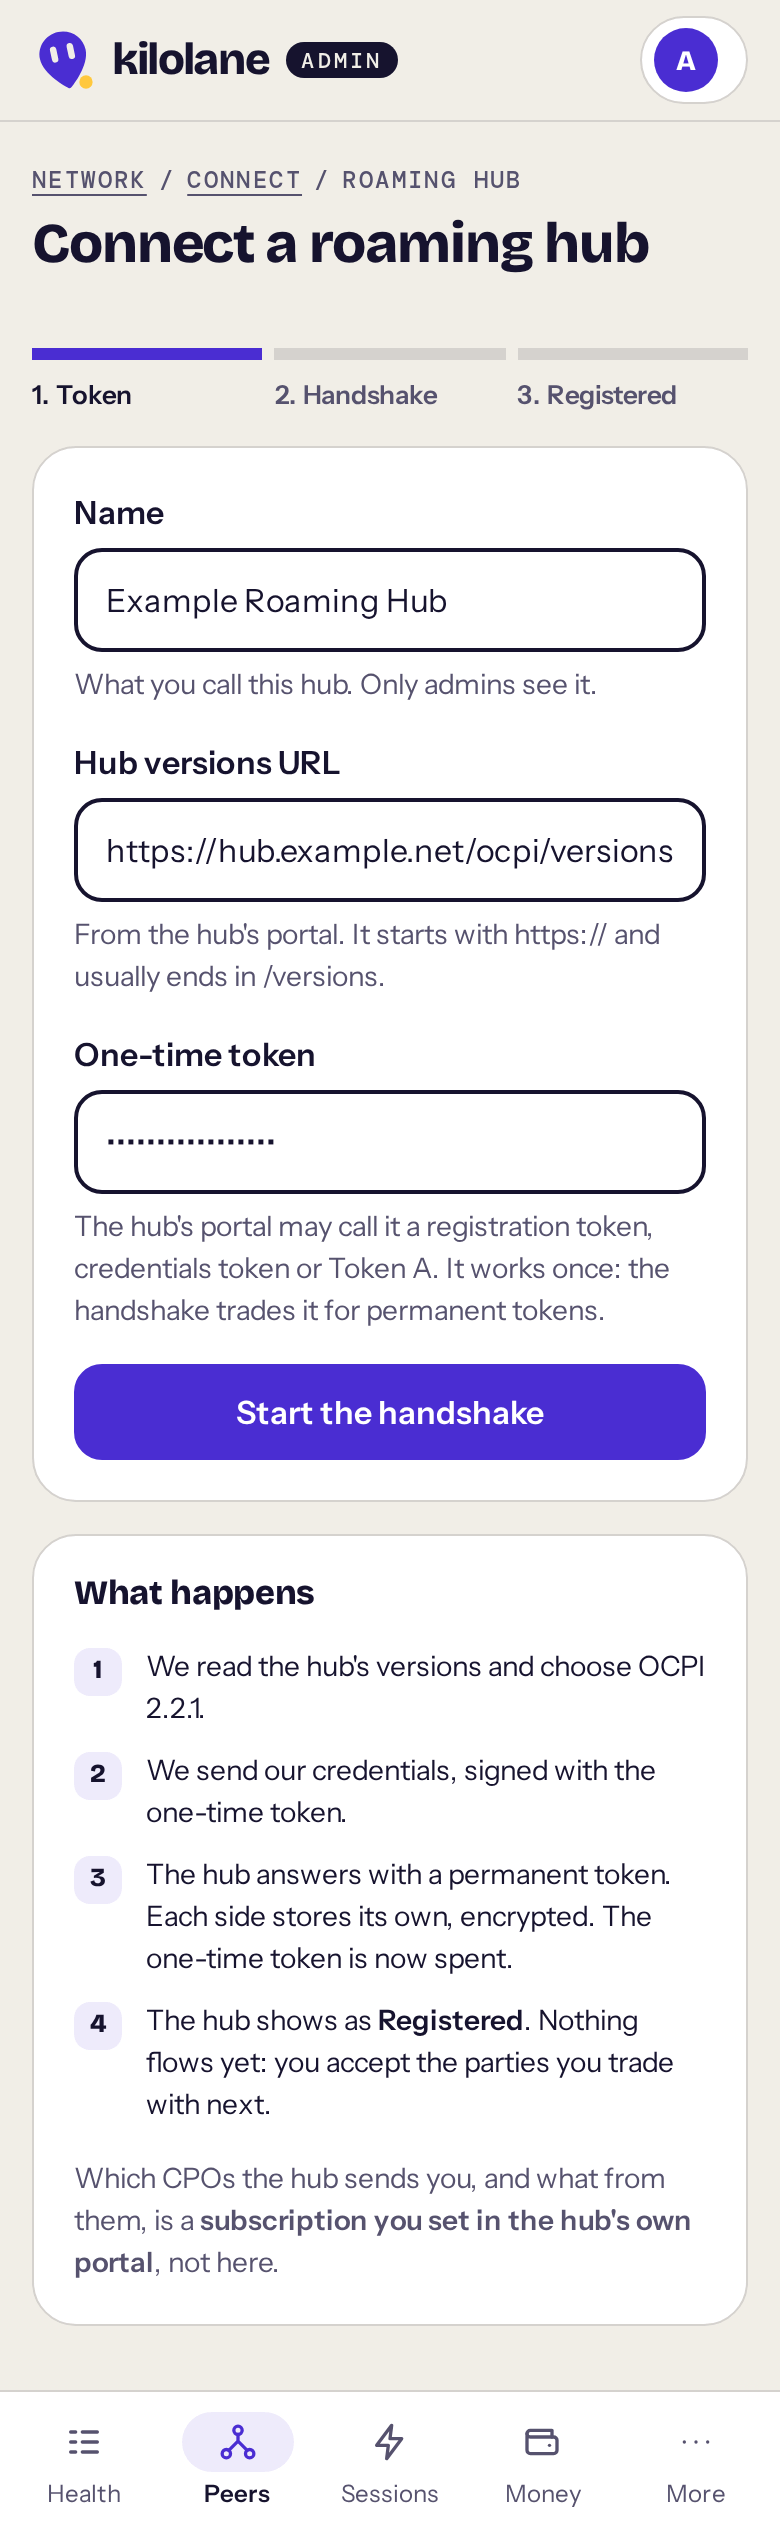 kilolane ADMIN A
NETWORK / CONNECT / ROAMING HUB
Connect a roaming hub
1. Token 2. Handshake 3. Registered
Name
Example Roaming Hub
What you call this hub. Only admins see it.
Hub versions URL
https://hub.example.net/ocpi/versions
From the hub's portal. It starts with https:// and
usually ends in /versions.
One-time token
•••••••••••••••••
The hub's portal may call it a registration token,
credentials token or Token A. It works once: the
handshake trades it for permanent tokens.
Start the handshake
What happens
1 We read the hub's versions and choose OCPI
2.2.1.
2 We send our credentials, signed with the
one-time token.
3 The hub answers with a permanent token.
Each side stores its own, encrypted. The
one-time token is now spent.
4 The hub shows as Registered. Nothing
flows yet: you accept the parties you trade
with next.
Which CPOs the hub sends you, and what from
them, is a subscription you set in the hub's own
portal, not here.
Health Peers Sessions Money More